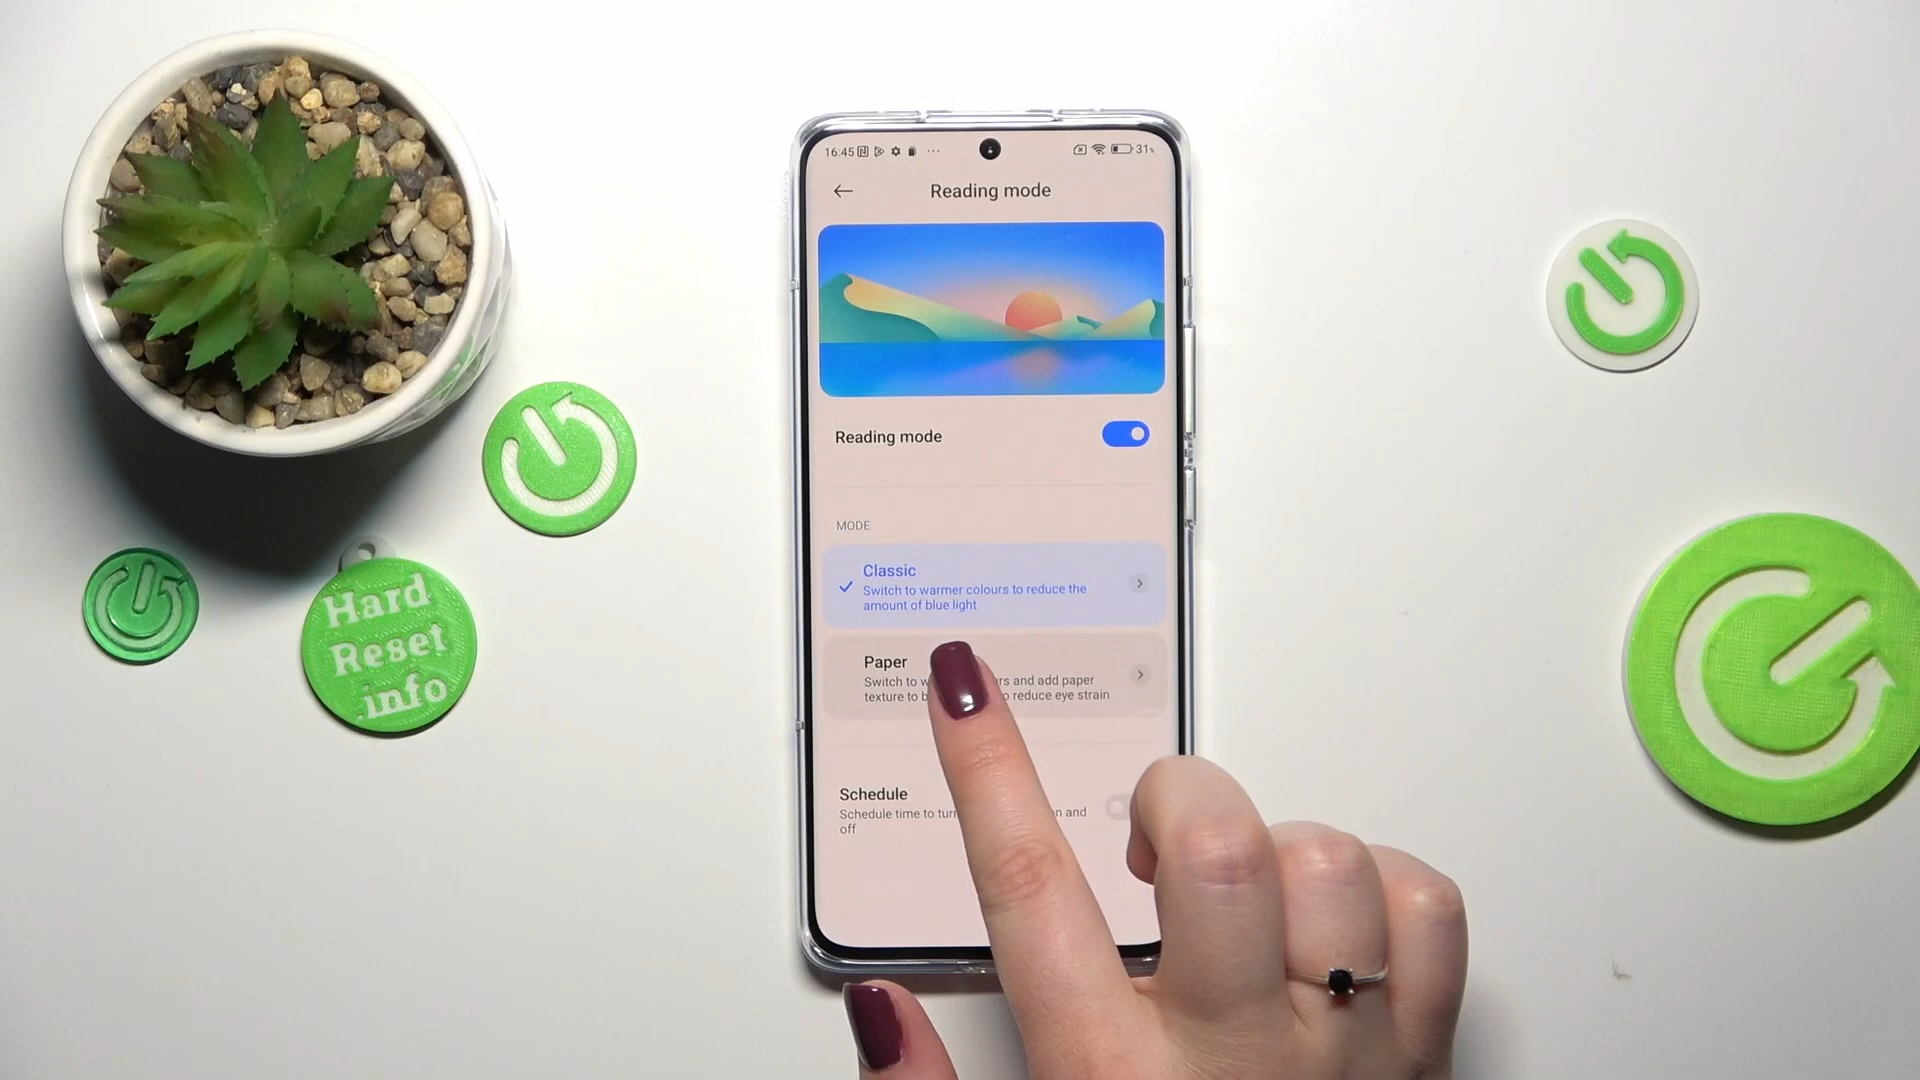 16:45
31%
Reading mode
Reading mode
MODE
Classic
Switch to warmer colours to reduce the
amount of blue light
Paper
Switch to and add paper
texture to reduce eye strain
Schedule
Schedule time to and
off
Hard
Reset
.info